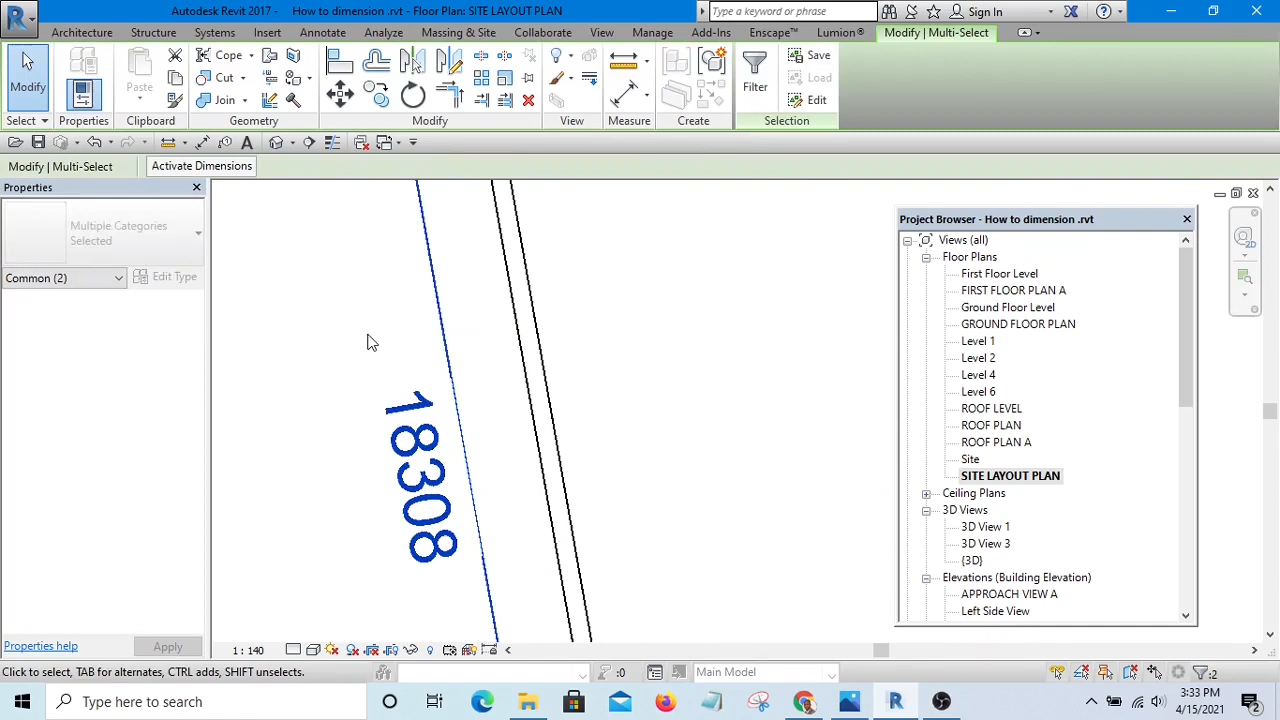 Autodesk Revit 2017 - How to dimension .rvt - Floor Plan: SITE LAYOUT PLAN
Type a keyword or phrase
Sign In
Architecture Structure Systems Insert Annotate Analyze Massing & Site Collaborate View Manage Add-Ins Enscape™ Lumion® Modify | Multi-Select
Modify
Paste
Cope
Cut
Join
Filter
Save
Load
Edit
Select Properties Clipboard Geometry Modify View Measure Create Selection
Modify | Multi-Select Activate Dimensions
Properties
Multiple Categories
Selected
Common (2) Edit Type
Properties help Apply
18308
Project Browser - How to dimension .rvt
Views (all)
Floor Plans
First Floor Level
FIRST FLOOR PLAN A
Ground Floor Level
GROUND FLOOR PLAN
Level 1
Level 2
Level 4
Level 6
ROOF LEVEL
ROOF PLAN
ROOF PLAN A
Site
SITE LAYOUT PLAN
Ceiling Plans
3D Views
3D View 1
3D View 3
{3D}
Elevations (Building Elevation)
APPROACH VIEW A
Left Side View
2D
1 : 140
Click to select, TAB for alternates, CTRL adds, SHIFT unselects.
:0
Main Model
:2
Type here to search
3:33 PM
4/15/2021
2